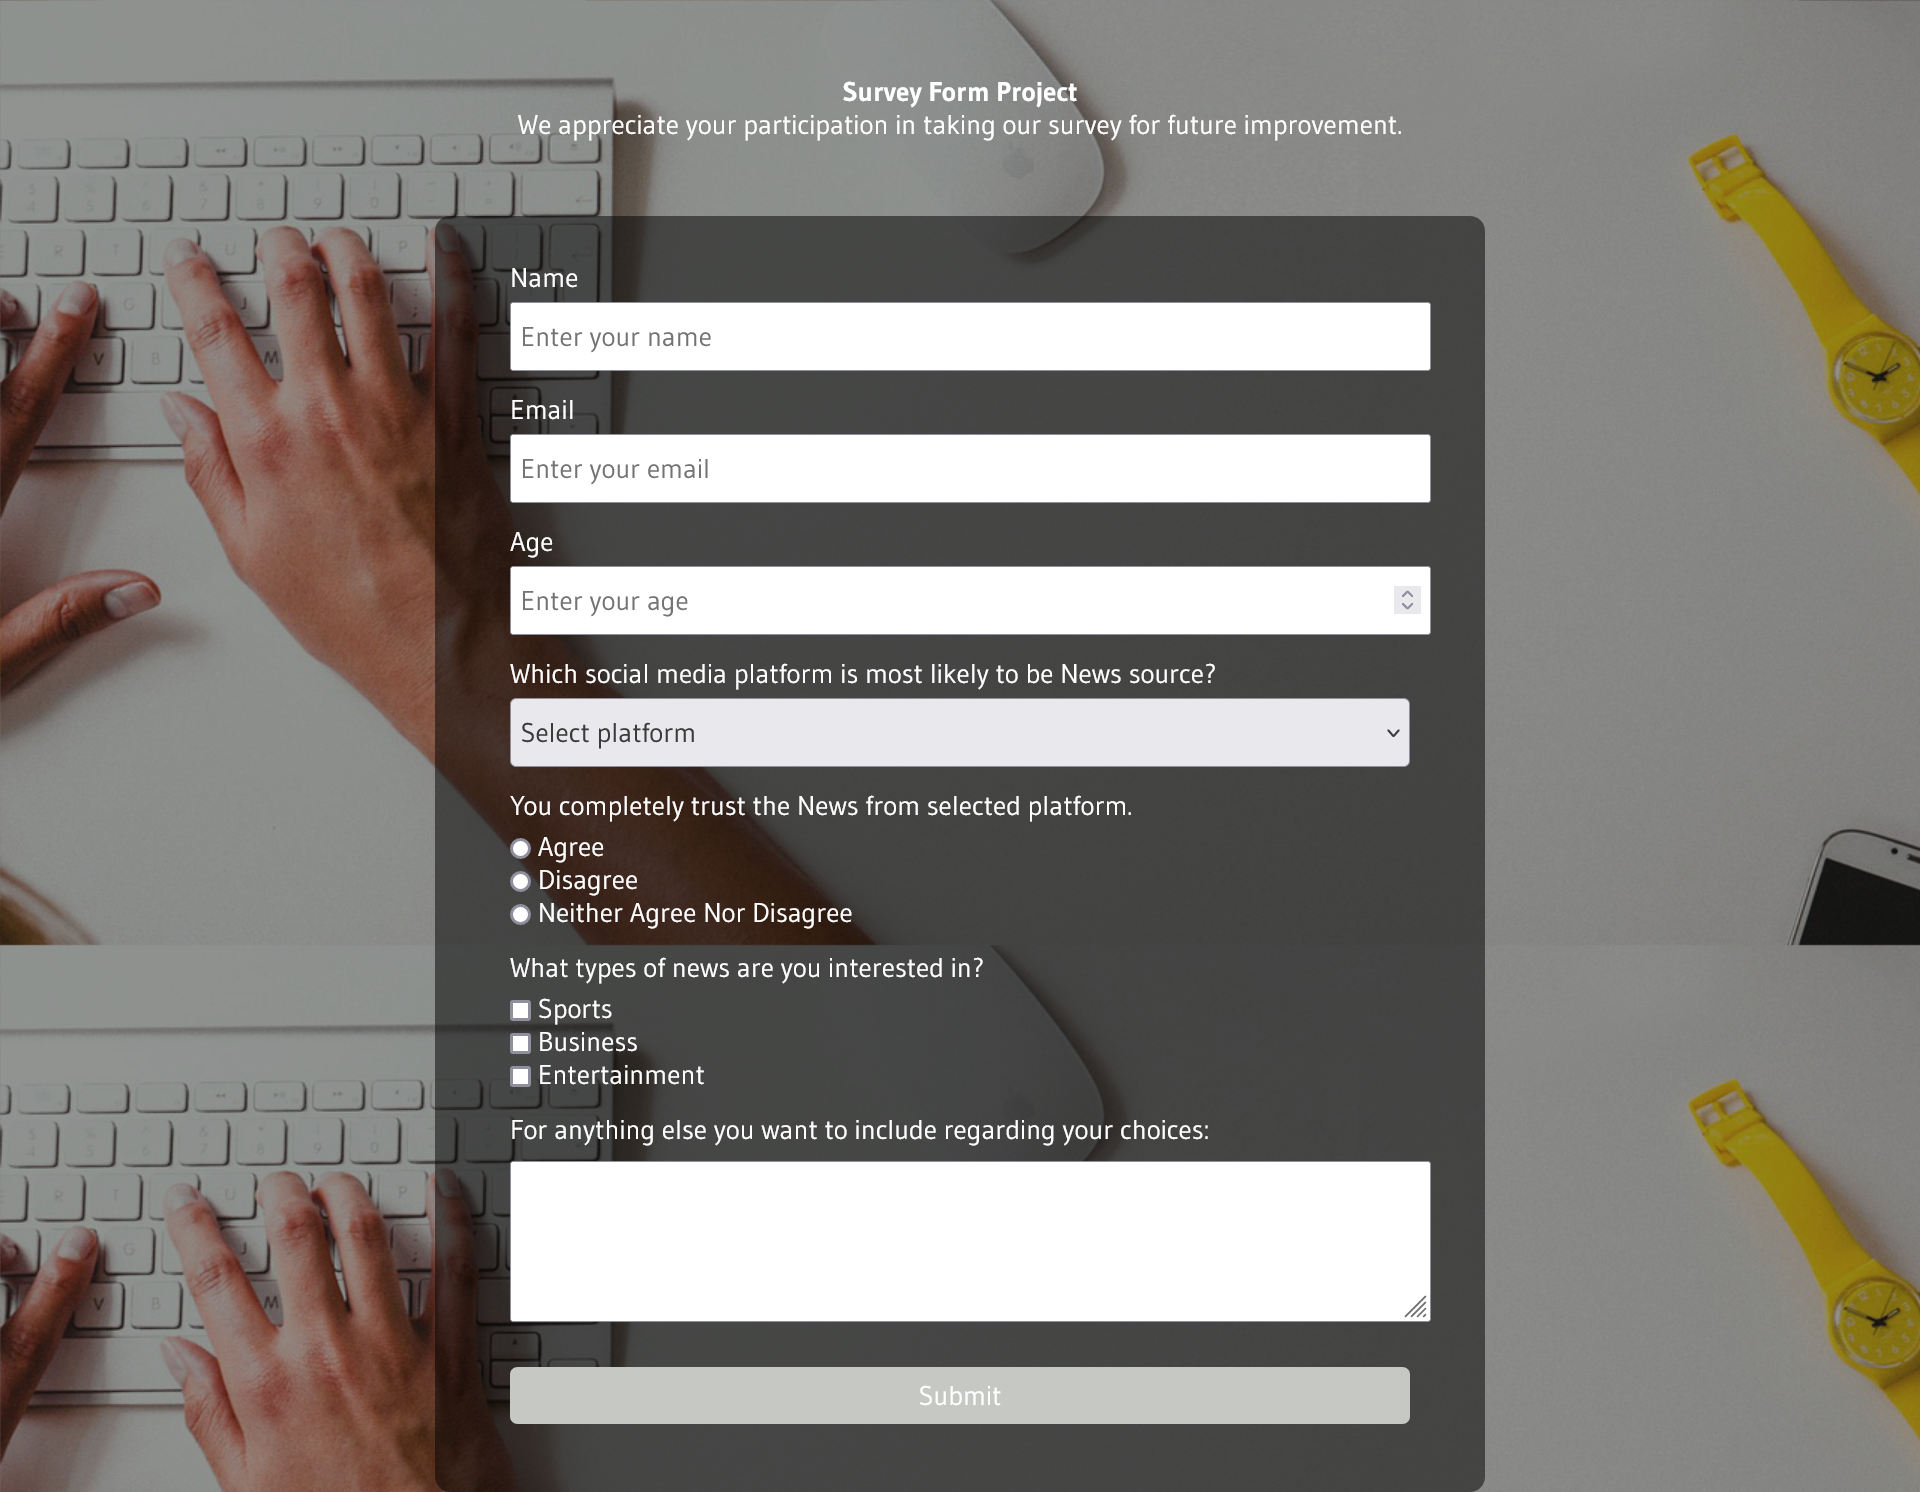 Survey Form Project
We appreciate your participation in taking our survey for future improvement.
Name
Enter your name
Email
Enter your email
Age
Enter your age
Which social media platform is most likely to be News source?
Select platform
You completely trust the News from selected platform.
Agree
Disagree
Neither Agree Nor Disagree
What types of news are you interested in?
Sports
Business
Entertainment
For anything else you want to include regarding your choices:
Submit